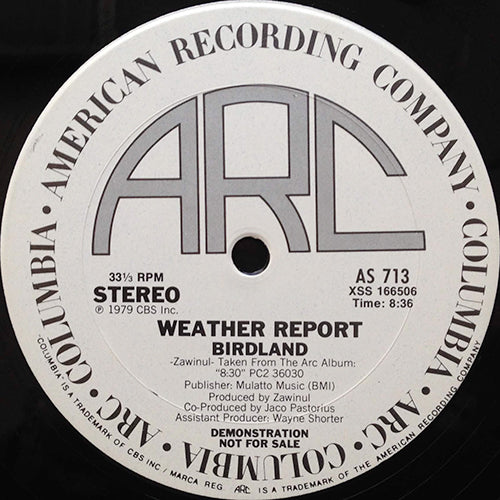 AMERICAN RECORDING COMPANY • COLUMBIA • ARC • COLUMBIA • ARC • COLUMBIA •
ARC
33⅓ RPM
STEREO
℗ 1979 CBS Inc.
AS 713
XSS 166506
Time: 8:36
WEATHER REPORT
BIRDLAND
-Zawinul- Taken From The Arc Album:
"8:30" PC2 36030
Publisher: Mulatto Music (BMI)
Produced by Zawinul
Co-Produced by Jaco Pastorius
Assistant Producer: Wayne Shorter
DEMONSTRATION
NOT FOR SALE
"COLUMBIA" IS A TRADEMARK OF CBS INC / MARCA REG. ARC IS A TRADEMARK OF THE AMERICAN RECORDING COMPANY.